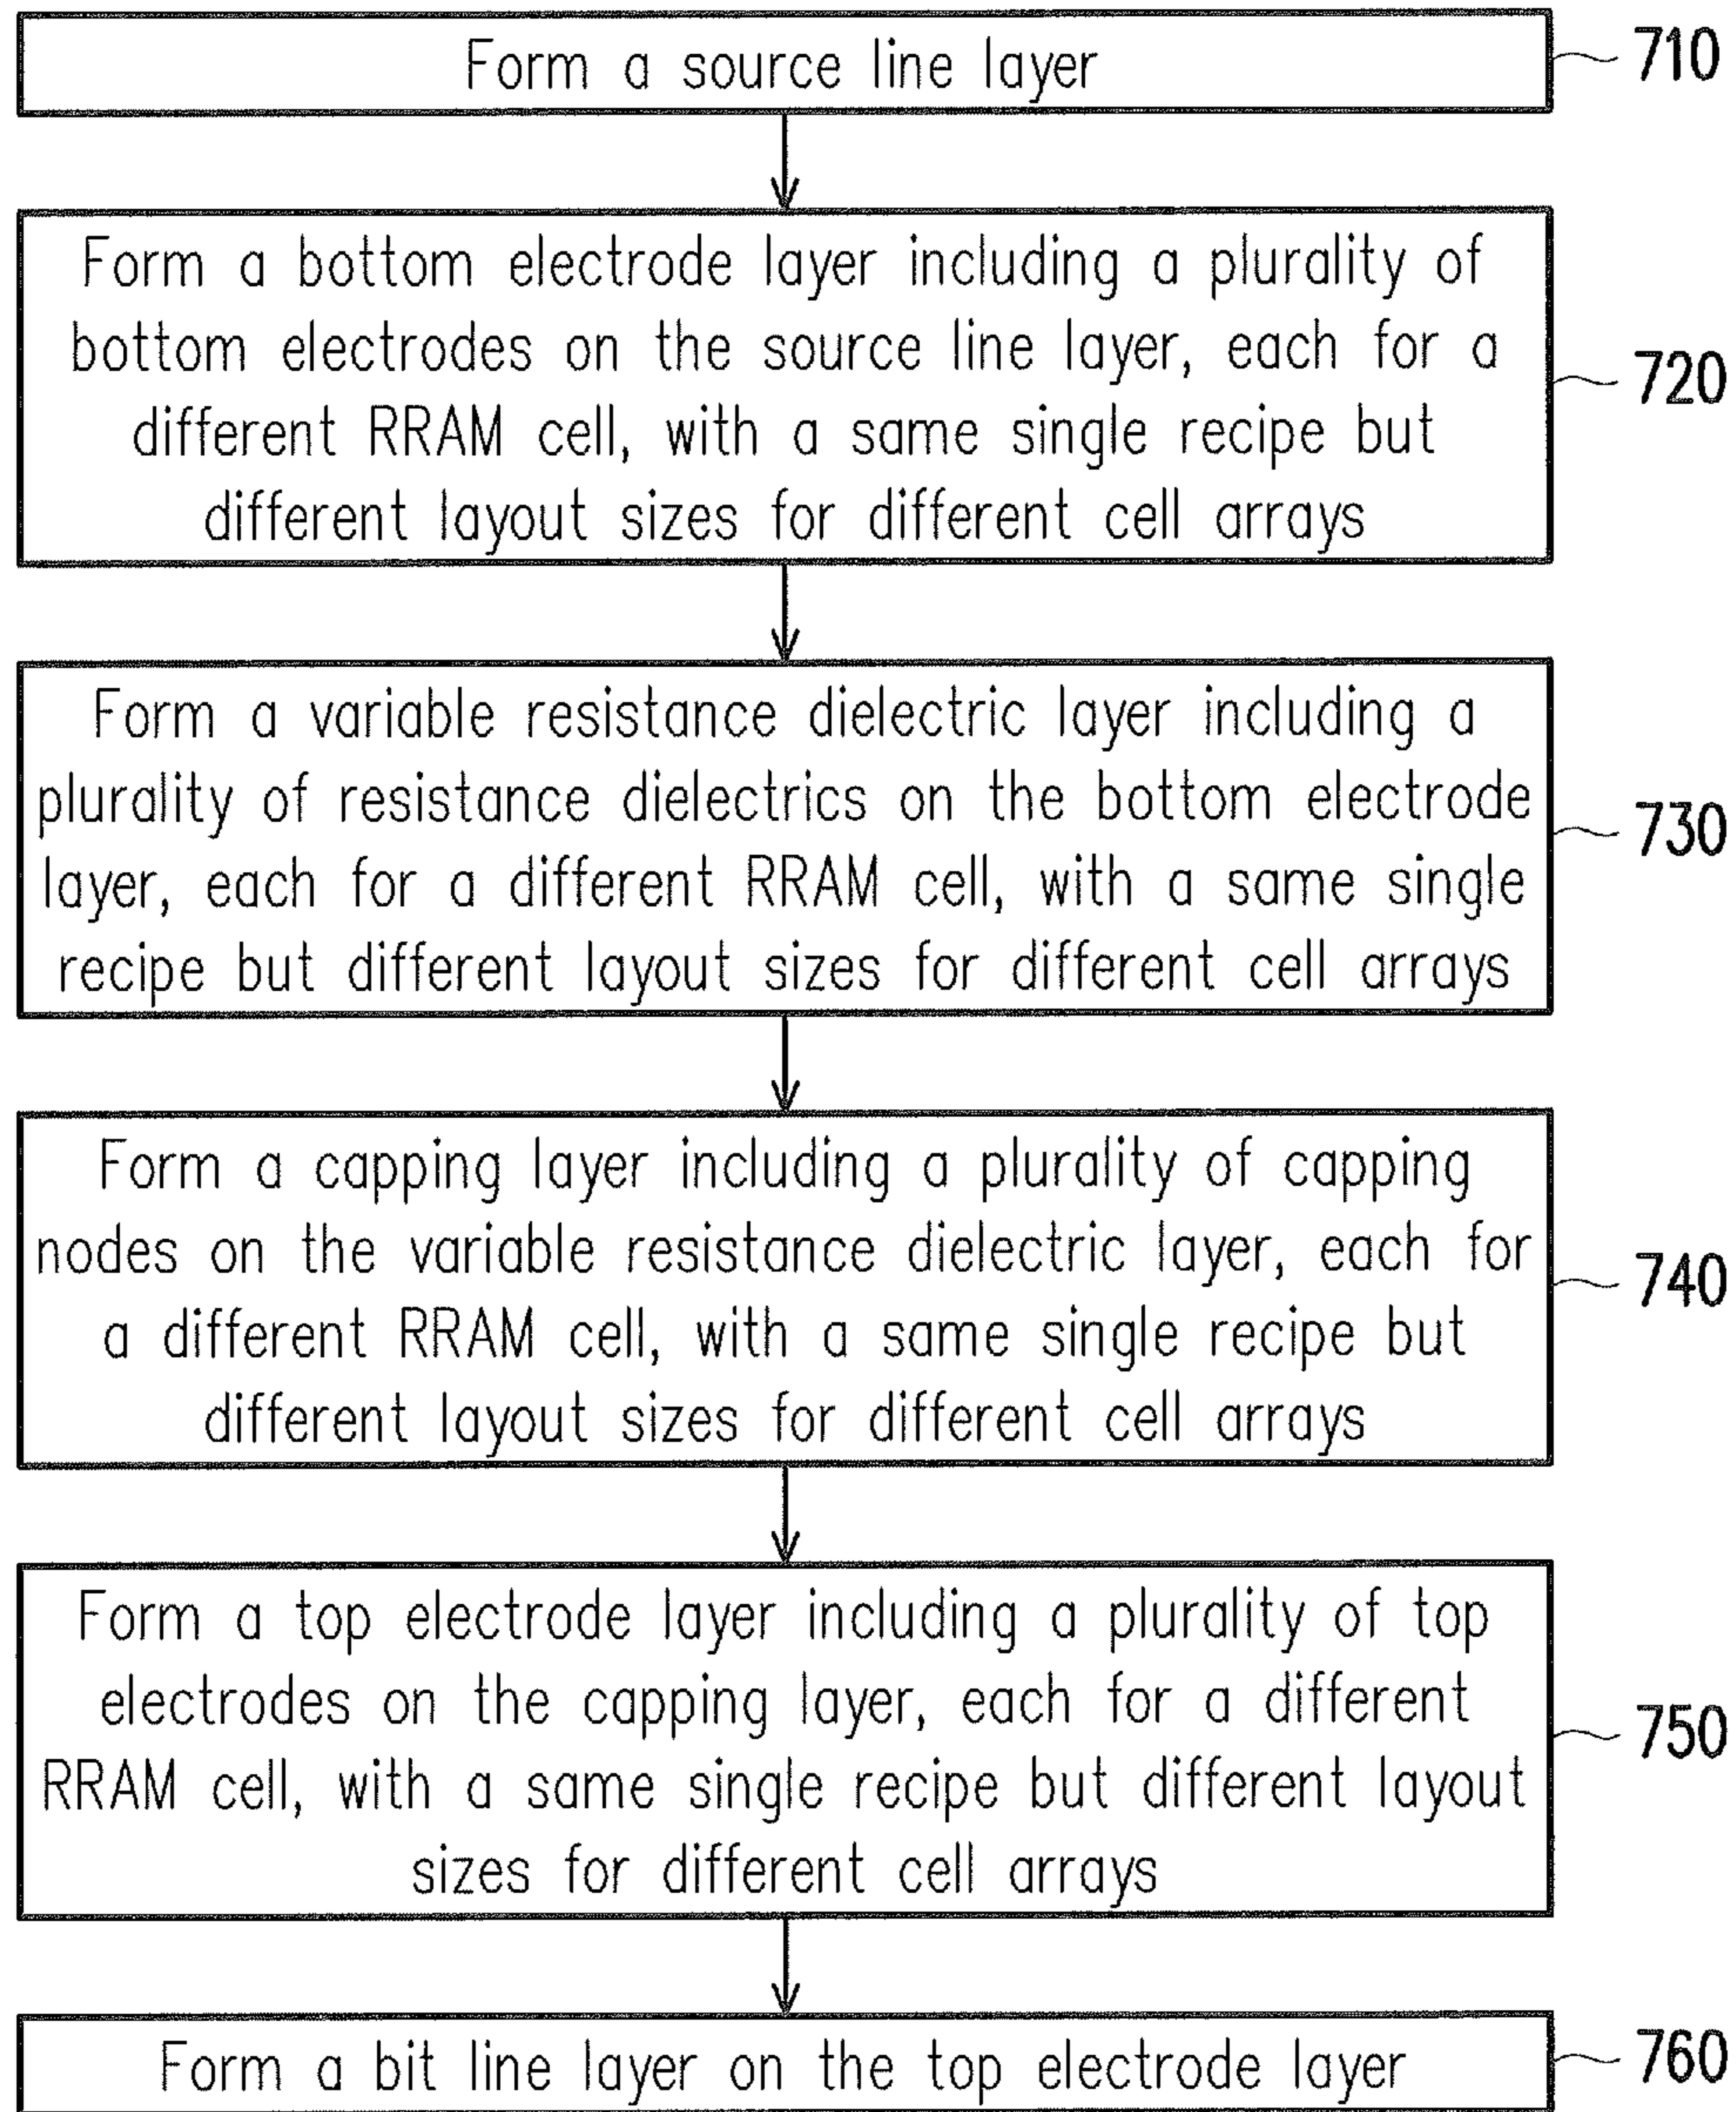 Form a source line layer
710
Form a bottom electrode layer including a plurality of
bottom electrodes on the source line layer, each for a
different RRAM cell, with a same single recipe but
different layout sizes for different cell arrays
720
Form a variable resistance dielectric layer including a
plurality of resistance dielectrics on the bottom electrode
layer, each for a different RRAM cell, with a same single
recipe but different layout sizes for different cell arrays
730
Form a capping layer including a plurality of capping
nodes on the variable resistance dielectric layer, each for
a different RRAM cell, with a same single recipe but
different layout sizes for different cell arrays
740
Form a top electrode layer including a plurality of top
electrodes on the capping layer, each for a different
RRAM cell, with a same single recipe but different layout
sizes for different cell arrays
750
Form a bit line layer on the top electrode layer
760